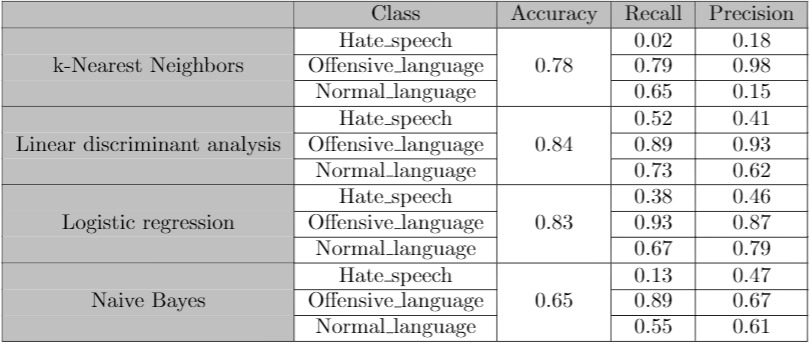 Class Accuracy Recall Precision
Hate_speech 0.02 0.18
k-Nearest Neighbors Offensive_language 0.78 0.79 0.98
Normal_language 0.65 0.15
Hate_speech 0.52 0.41
Linear discriminant analysis Offensive_language 0.84 0.89 0.93
Normal_language 0.73 0.62
Hate_speech 0.38 0.46
Logistic regression Offensive_language 0.83 0.93 0.87
Normal_language 0.67 0.79
Hate_speech 0.13 0.47
Naive Bayes Offensive_language 0.65 0.89 0.67
Normal_language 0.55 0.61